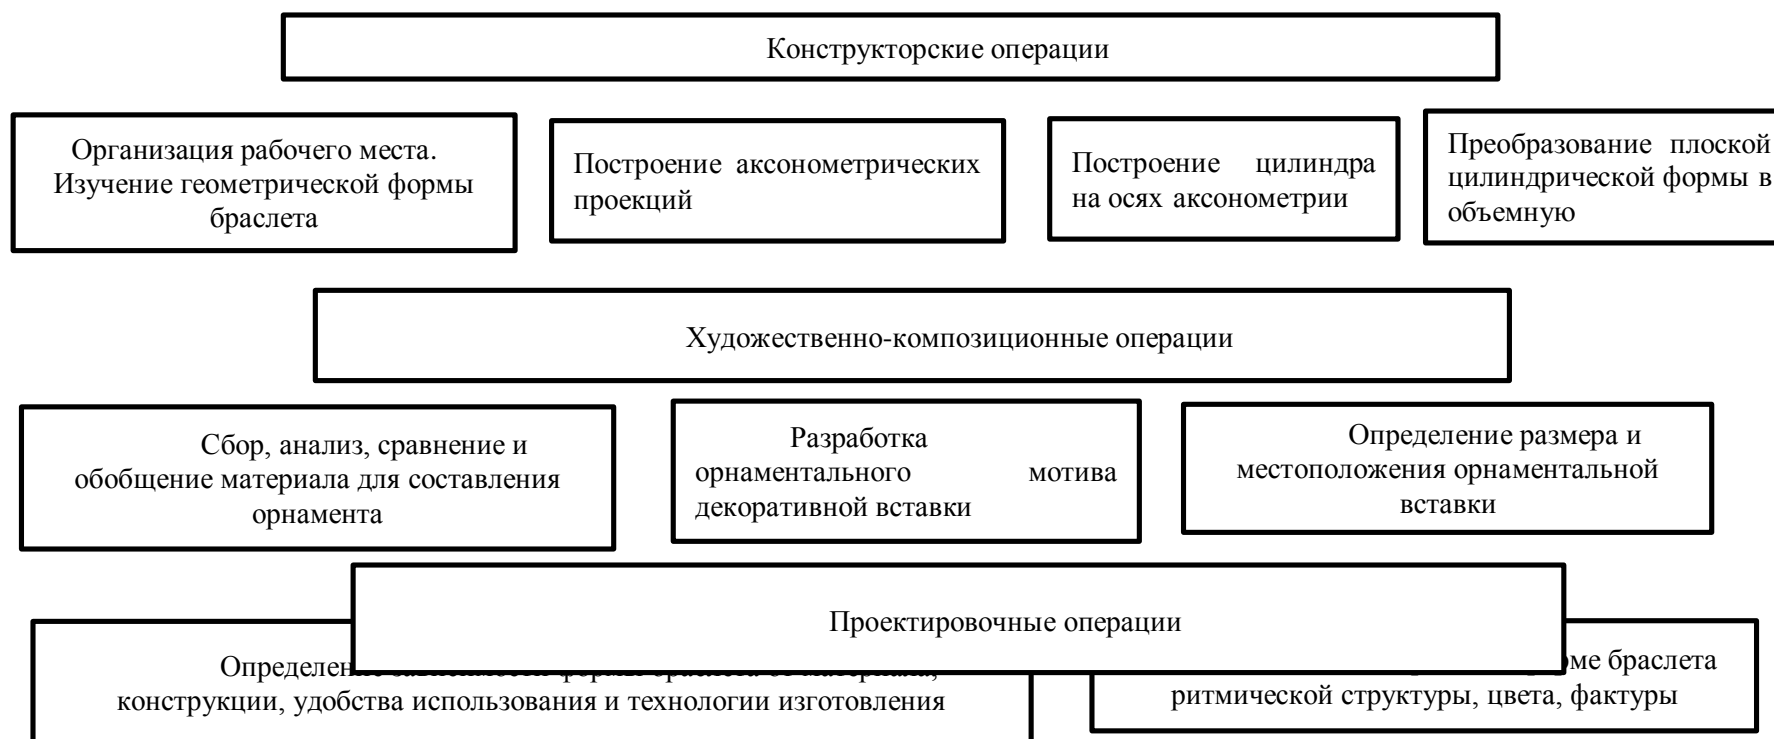 Конструкторские операции
Организация рабочего места.
Изучение геометрической формы
браслета
Построение аксонометрических
проекций
Построение цилиндра
на осях аксонометрии
Преобразование плоской
цилиндрической формы в
объемную
Художественно-композиционные операции
Сбор, анализ, сравнение и
обобщение материала для составления
орнамента
Разработка
орнаментального мотива
декоративной вставки
Определение размера и
местоположения орнаментальной
вставки
Проектировочные операции
конструкции, удобства использования и технологии изготовления
браслета
ритмической структуры, цвета, фактуры